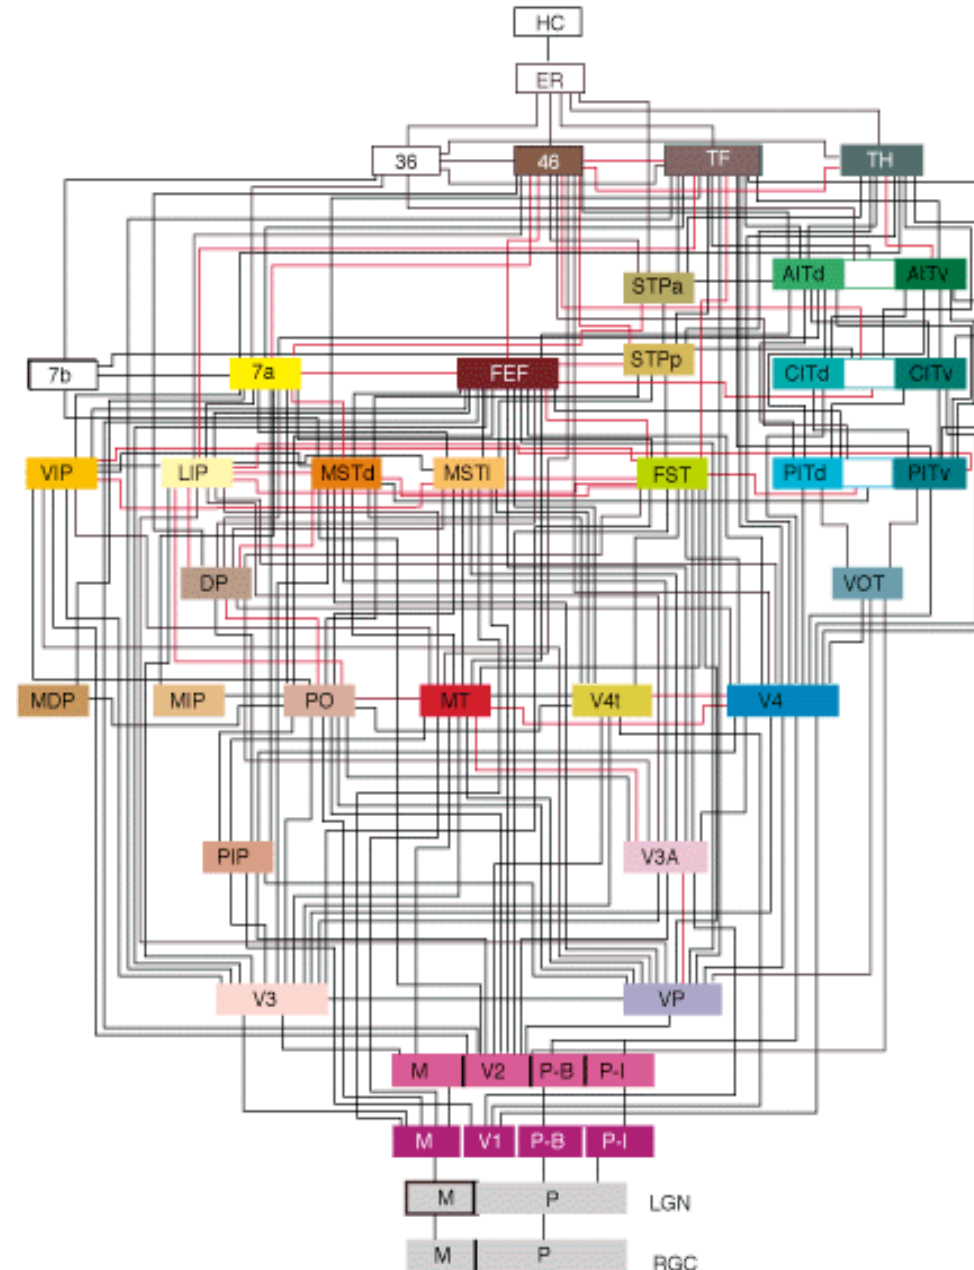 HC
ER
36 46 TF TH
STPa AITd AITv
7b 7a FEF STPp CITd CITv
VIP LIP MSTd MSTl FST PITd PITv
DP VOT
MDP MIP PO MT V4t V4
PIP V3A
V3 VP
M V2 P-B P-I
M V1 P-B P-I
M P LGN
M P RGC